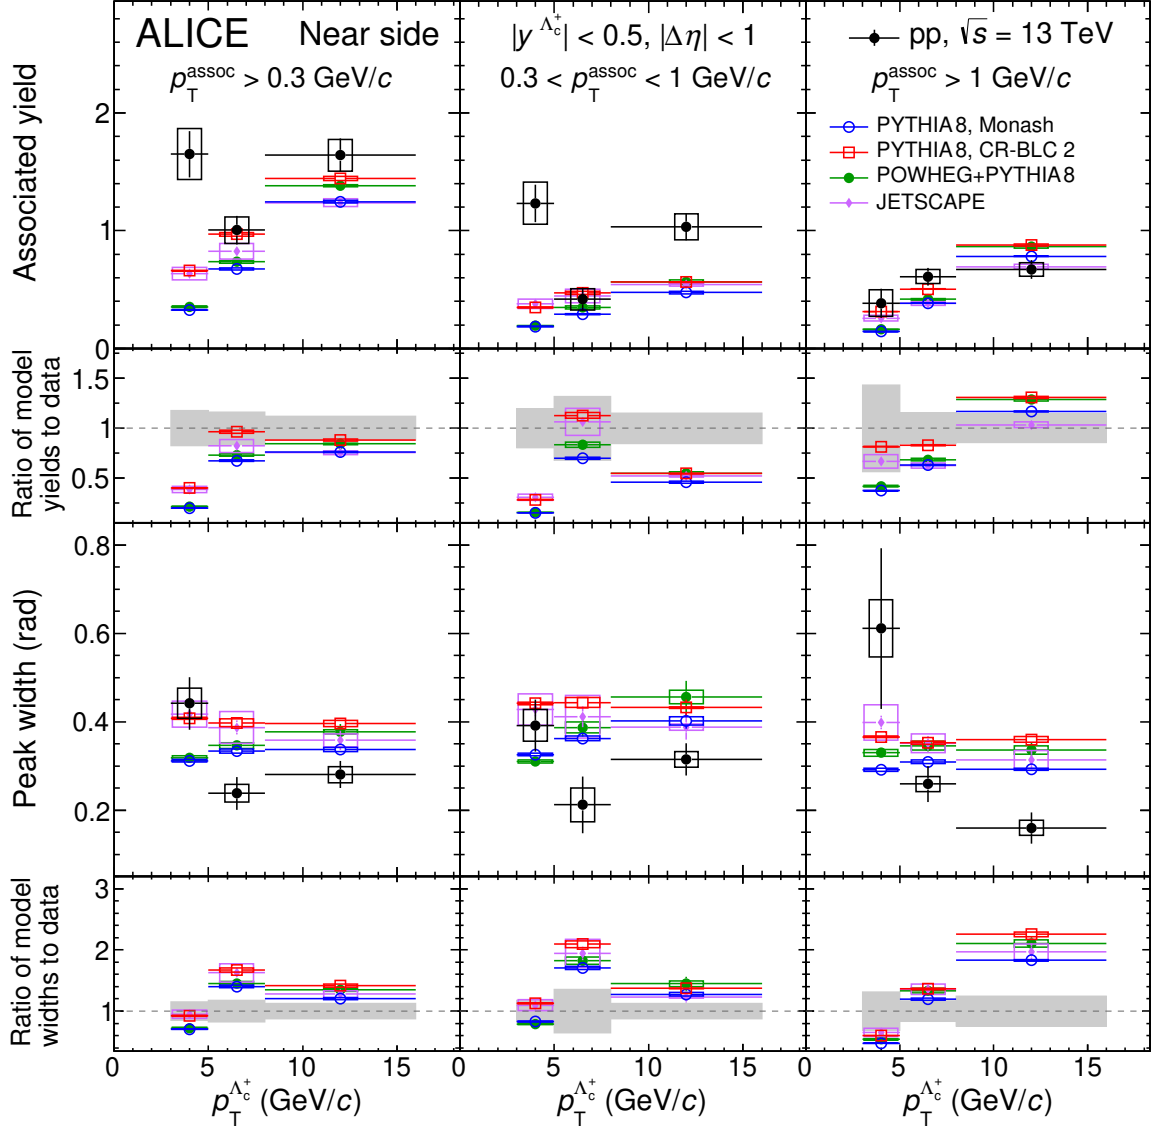 ALICE Near side
p_T^assoc > 0.3 GeV/c
|y^Λ_c^+| < 0.5, |Δη| < 1
0.3 < p_T^assoc < 1 GeV/c
pp, √s = 13 TeV
p_T^assoc > 1 GeV/c
PYTHIA8, Monash
PYTHIA8, CR-BLC 2
POWHEG+PYTHIA8
JETSCAPE
Associated yield
2
1
0
Ratio of model
yields to data
1.5
1
0.5
Peak width (rad)
0.8
0.6
0.4
0.2
Ratio of model
widths to data
3
2
1
0 5 10 15 0 5 10 15 0 5 10 15
p_T^Λ_c^+ (GeV/c) p_T^Λ_c^+ (GeV/c) p_T^Λ_c^+ (GeV/c)